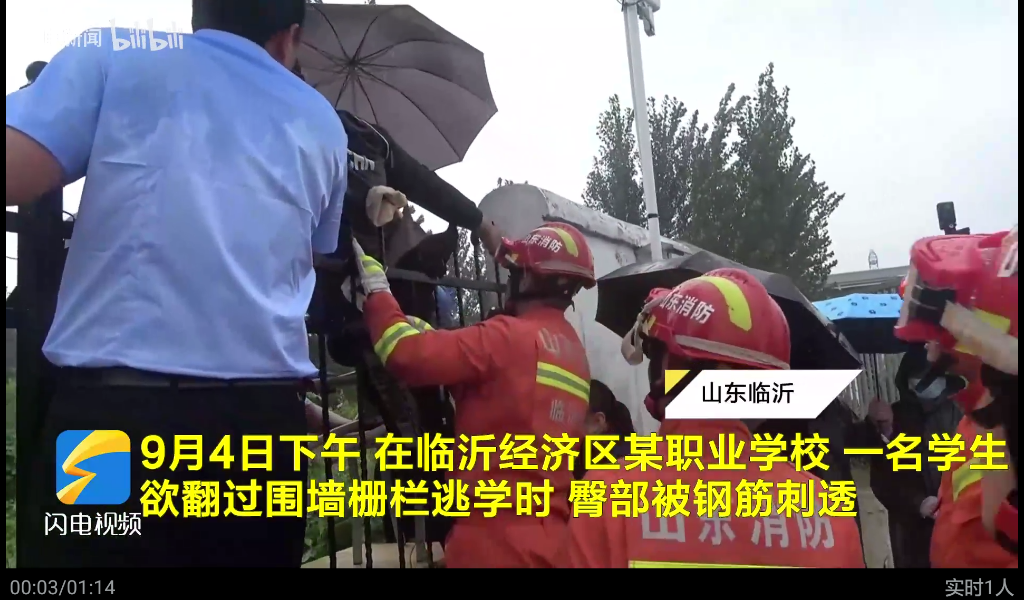 新闻 bilibili
山东消防
山东消防
山东临沂
9月4日下午 在临沂经济区某职业学校 一名学生
欲翻过围墙栅栏逃学时 臀部被钢筋刺透
闪电视频
山东消防
00:03/01:14
实时1人